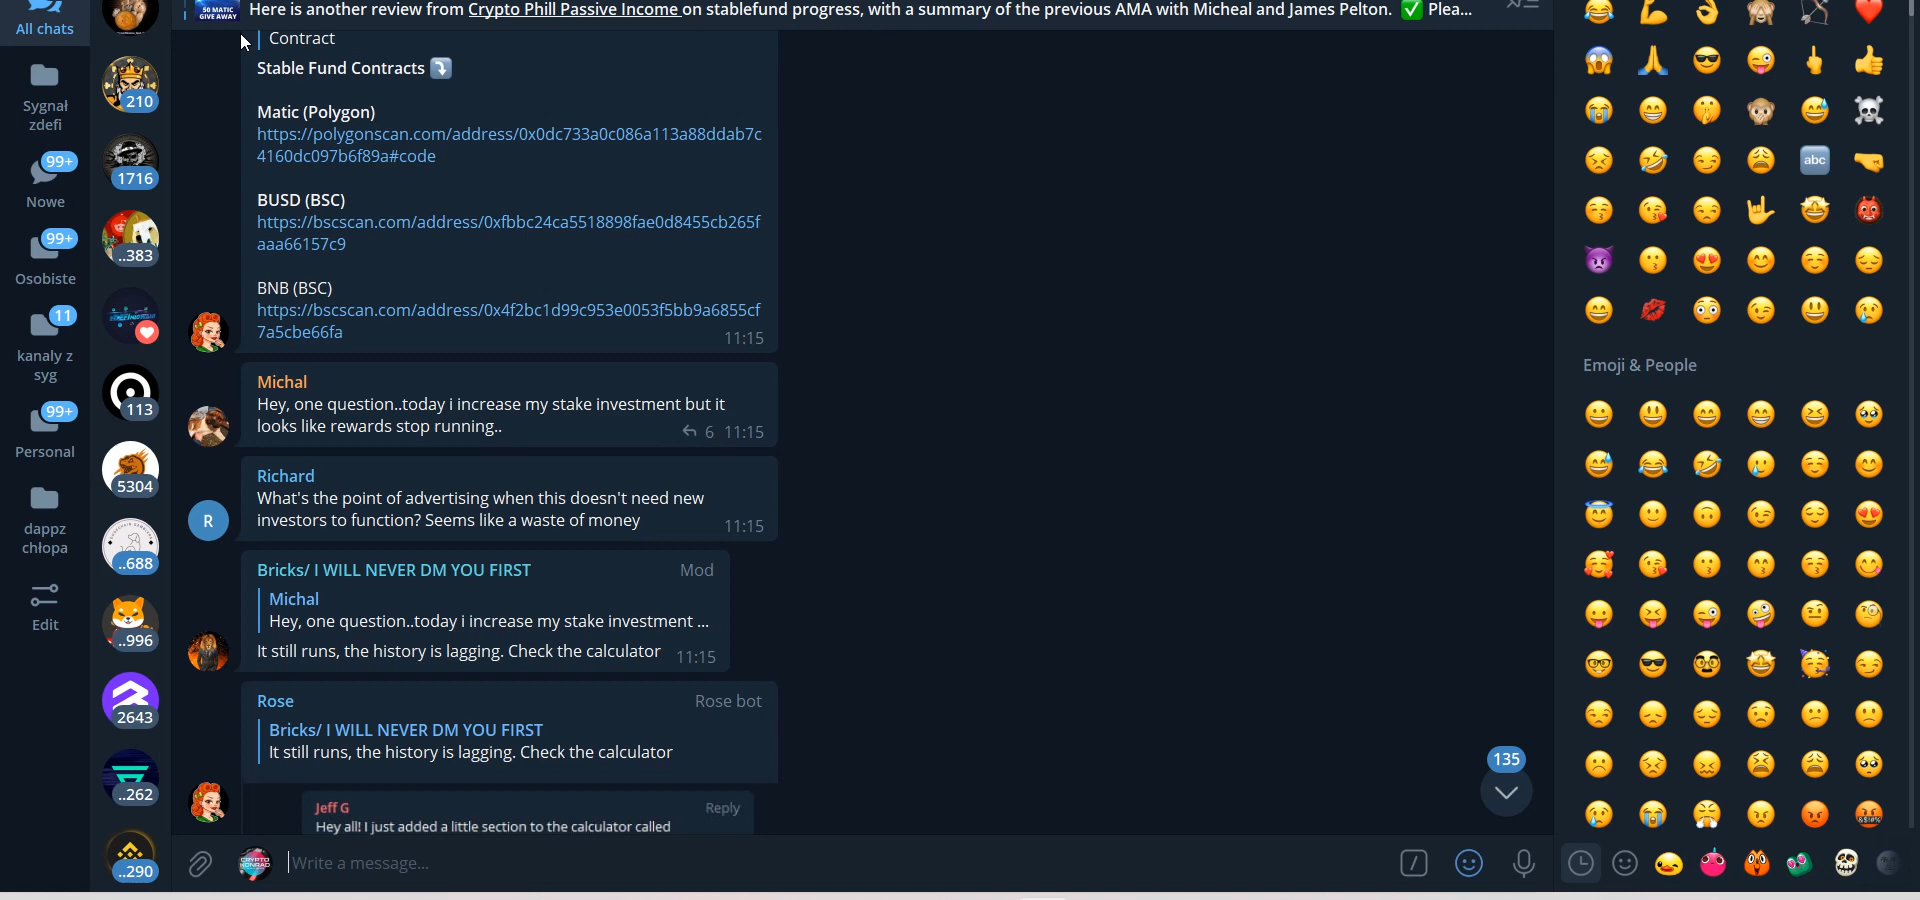 All chats
Sygnał
zdefi
99+
Nowe
99+
Osobiste
11
kanaly z
syg
99+
Personal
dappz
chłopa
Edit
210
1716
..383
113
5304
..688
..996
2643
..262
..290
50 MATIC
GIVE AWAY
Here is another review from Crypto Phill Passive Income on stablefund progress, with a summary of the previous AMA with Micheal and James Pelton. ✅ Plea...
Contract
Stable Fund Contracts ⤵️
Matic (Polygon)
https://polygonscan.com/address/0x0dc733a0c086a113a88ddab7c
4160dc097b6f89a#code
BUSD (BSC)
https://bscscan.com/address/0xfbbc24ca5518898fae0d8455cb265f
aaa66157c9
BNB (BSC)
https://bscscan.com/address/0x4f2bc1d99c953e0053f5bb9a6855cf
7a5cbe66fa
11:15
Michal
Hey, one question..today i increase my stake investment but it
looks like rewards stop running..
6 11:15
Richard
What's the point of advertising when this doesn't need new
investors to function? Seems like a waste of money
11:15
R
Bricks/ I WILL NEVER DM YOU FIRST Mod
Michal
Hey, one question..today i increase my stake investment ...
It still runs, the history is lagging. Check the calculator
11:15
Rose Rose bot
Bricks/ I WILL NEVER DM YOU FIRST
It still runs, the history is lagging. Check the calculator
Jeff G Reply
Hey all! I just added a little section to the calculator called
135
CRYPTO
KONRAD
Write a message...
abc
Emoji & People